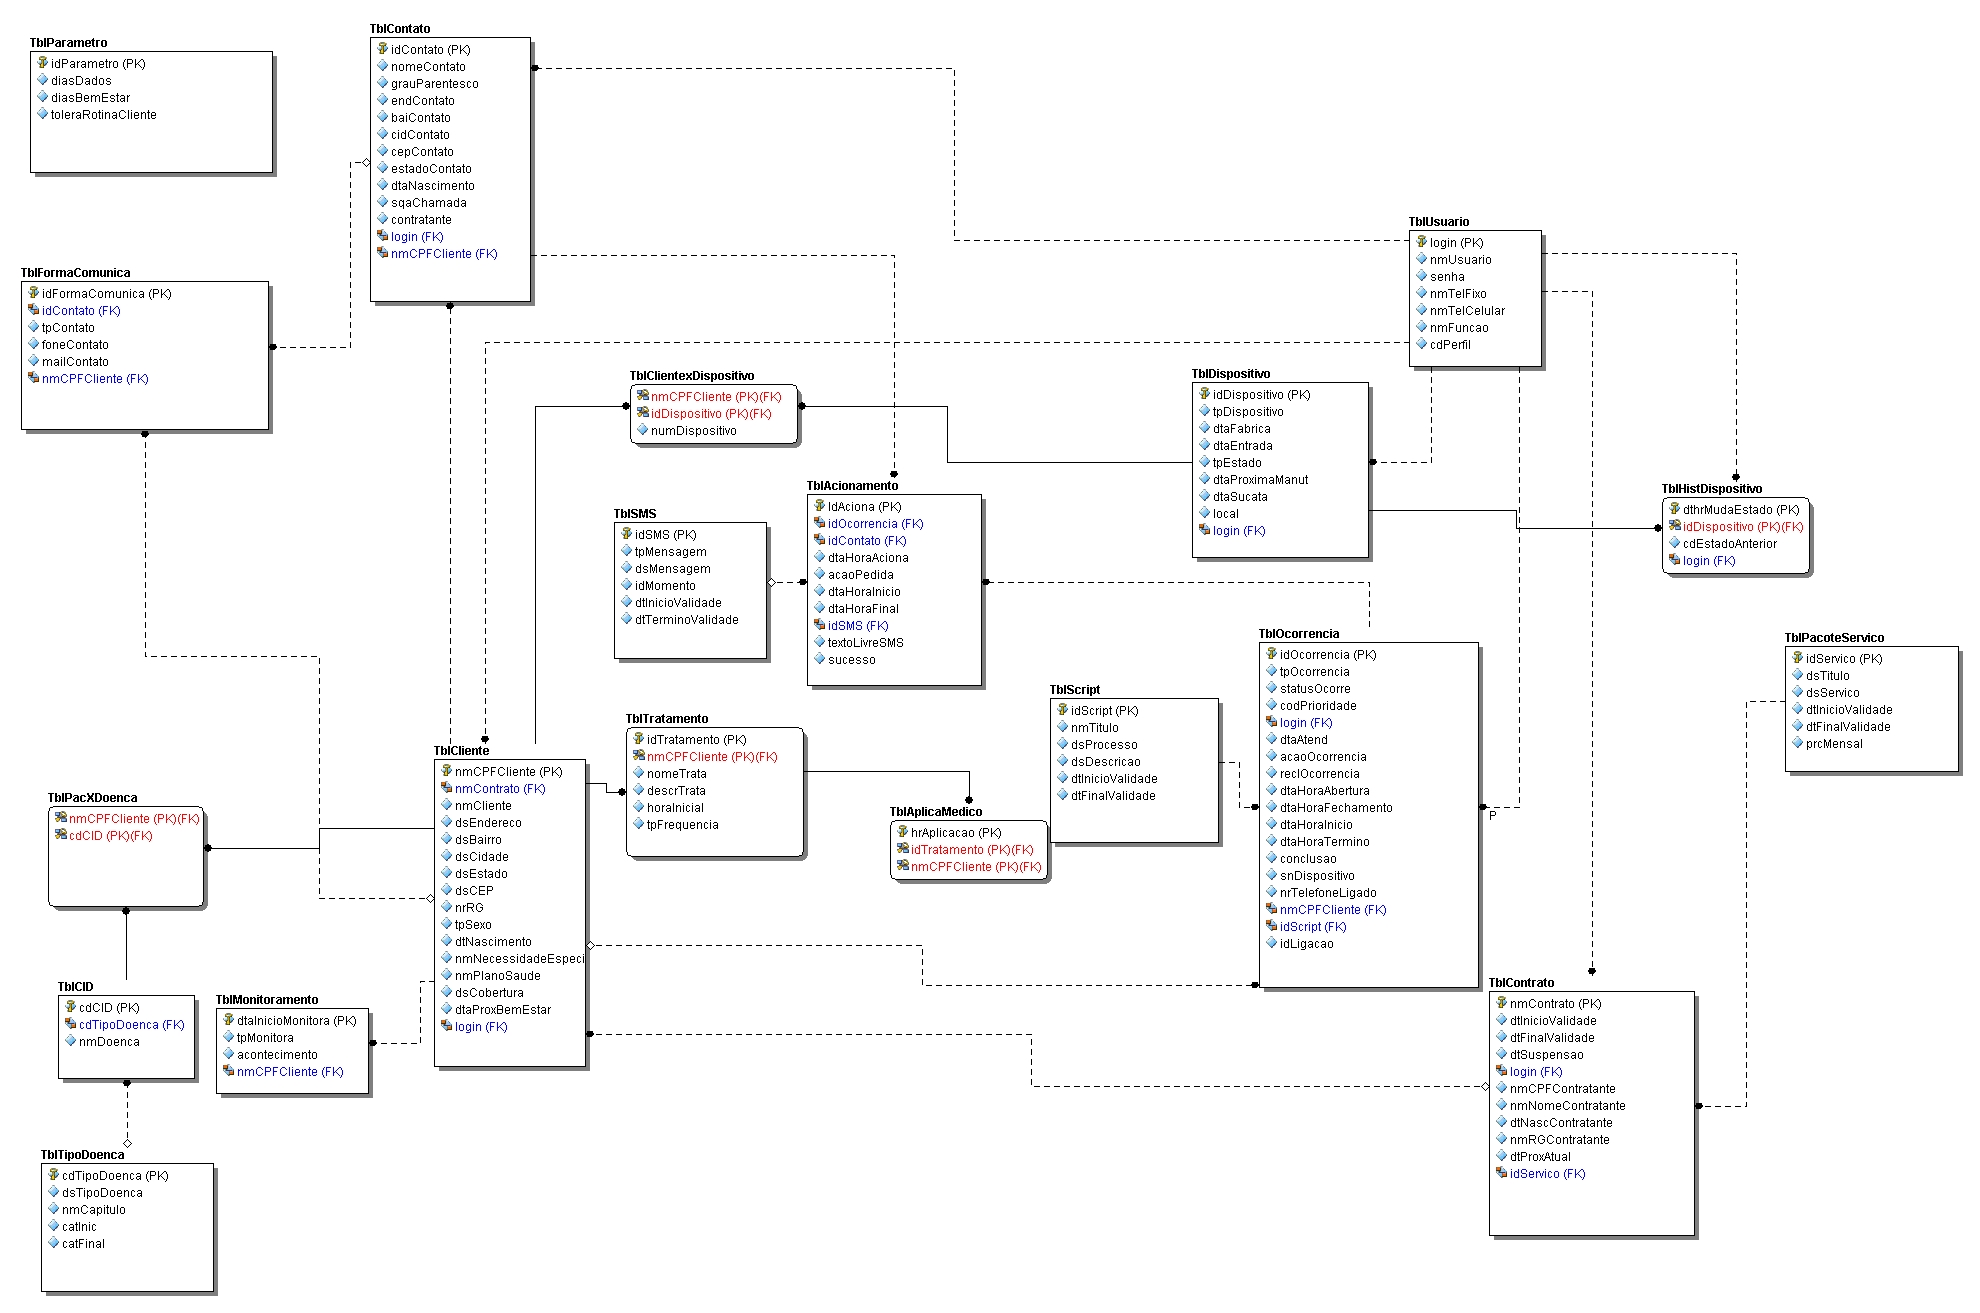 TblParametro
idParametro (PK)
diasDados
diasBemEstar
toleraRotinaCliente
TblContato
idContato (PK)
nomeContato
grauParentesco
endContato
baiContato
cidContato
cepContato
estadoContato
dtaNascimento
sqaChamada
contratante
login (FK)
nmCPFCliente (FK)
TblUsuario
login (PK)
nmUsuario
senha
nmTelFixo
nmTelCelular
nmFuncao
cdPerfil
TblFormaComunica
idFormaComunica (PK)
idContato (FK)
tpContato
foneContato
mailContato
nmCPFCliente (FK)
TblClientexDispositivo
nmCPFCliente (PK)(FK)
idDispositivo (PK)(FK)
numDispositivo
TblDispositivo
idDispositivo (PK)
tpDispositivo
dtaFabrica
dtaEntrada
tpEstado
dtaProximaManut
dtaSucata
local
login (FK)
TblHistDispositivo
dthrMudaEstado (PK)
idDispositivo (PK)(FK)
cdEstadoAnterior
login (FK)
TblSMS
idSMS (PK)
tpMensagem
dsMensagem
idMomento
dtInicioValidade
dtTerminoValidade
TblAcionamento
IdAciona (PK)
idOcorrencia (FK)
idContato (FK)
dtaHoraAciona
acaoPedida
dtaHoraInicio
dtaHoraFinal
idSMS (FK)
textoLivreSMS
sucesso
TblOcorrencia
idOcorrencia (PK)
tpOcorrencia
statusOcorre
codPrioridade
login (FK)
dtaAtend
acaoOcorrencia
reclOcorrencia
dtaHoraAbertura
dtaHoraFechamento
dtaHoraInicio
dtaHoraTermino
conclusao
snDispositivo
nrTelefoneLigado
nmCPFCliente (FK)
idScript (FK)
idLigacao
P
TblPacoteServico
idServico (PK)
dsTitulo
dsServico
dtInicioValidade
dtFinalValidade
prcMensal
TblScript
idScript (PK)
nmTitulo
dsProcesso
dsDescricao
dtInicioValidade
dtFinalValidade
TblTratamento
idTratamento (PK)
nmCPFCliente (PK)(FK)
nomeTrata
descrTrata
horaInicial
tpFrequencia
TblAplicaMedico
hrAplicacao (PK)
idTratamento (PK)(FK)
nmCPFCliente (PK)(FK)
TblCliente
nmCPFCliente (PK)
nmContrato (FK)
nmCliente
dsEndereco
dsBairro
dsCidade
dsEstado
dsCEP
nrRG
tpSexo
dtNascimento
nmNecessidadeEspeci
nmPlanoSaude
dsCobertura
dtaProxBemEstar
login (FK)
TblPacXDoenca
nmCPFCliente (PK)(FK)
cdCID (PK)(FK)
TblCID
cdCID (PK)
cdTipoDoenca (FK)
nmDoenca
TblMonitoramento
dtaInicioMonitora (PK)
tpMonitora
acontecimento
nmCPFCliente (FK)
TblContrato
nmContrato (PK)
dtInicioValidade
dtFinalValidade
dtSuspensao
login (FK)
nmCPFContratante
nmNomeContratante
dtNascContratante
nmRGContratante
dtProxAtual
idServico (FK)
TblTipoDoenca
cdTipoDoenca (PK)
dsTipoDoenca
nmCapitulo
catInic
catFinal